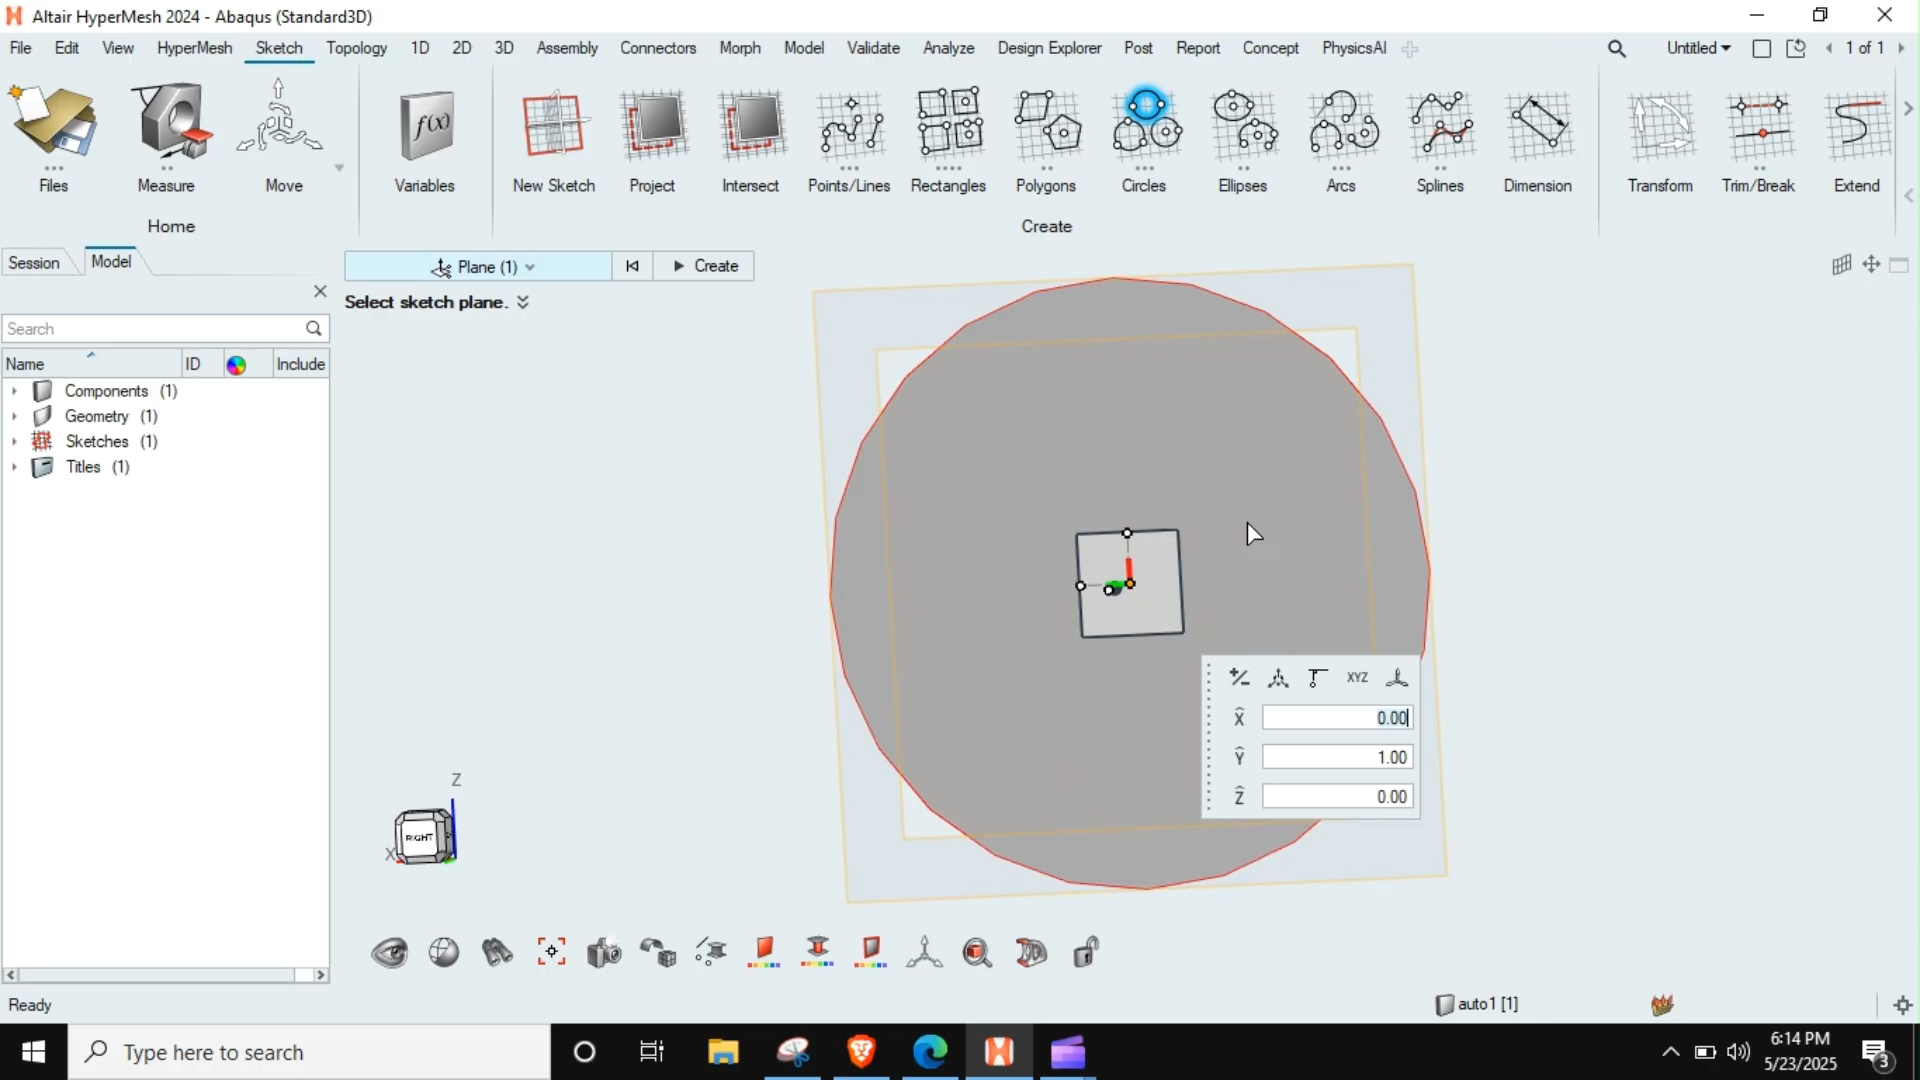 Altair HyperMesh 2024 - Abaqus (Standard3D)
File Edit View HyperMesh Sketch Topology 1D 2D 3D Assembly Connectors Morph Model Validate Analyze Design Explorer Post Report Concept PhysicsAI Untitled 1 of 1
f(x)
Files Measure Move Variables New Sketch Project Intersect Points/Lines Rectangles Polygons Circles Ellipses Arcs Splines Dimension Transform Trim/Break Extend
Home Create
Session Model Plane (1) Create
Select sketch plane.
Search
Name ID Include
Components (1)
Geometry (1)
Sketches (1)
Titles (1)
XYZ
X 0.00
Y 1.00
Z 0.00
Z
RIGHT
X
Ready auto1 [1]
Type here to search
6:14 PM
5/23/2025
3